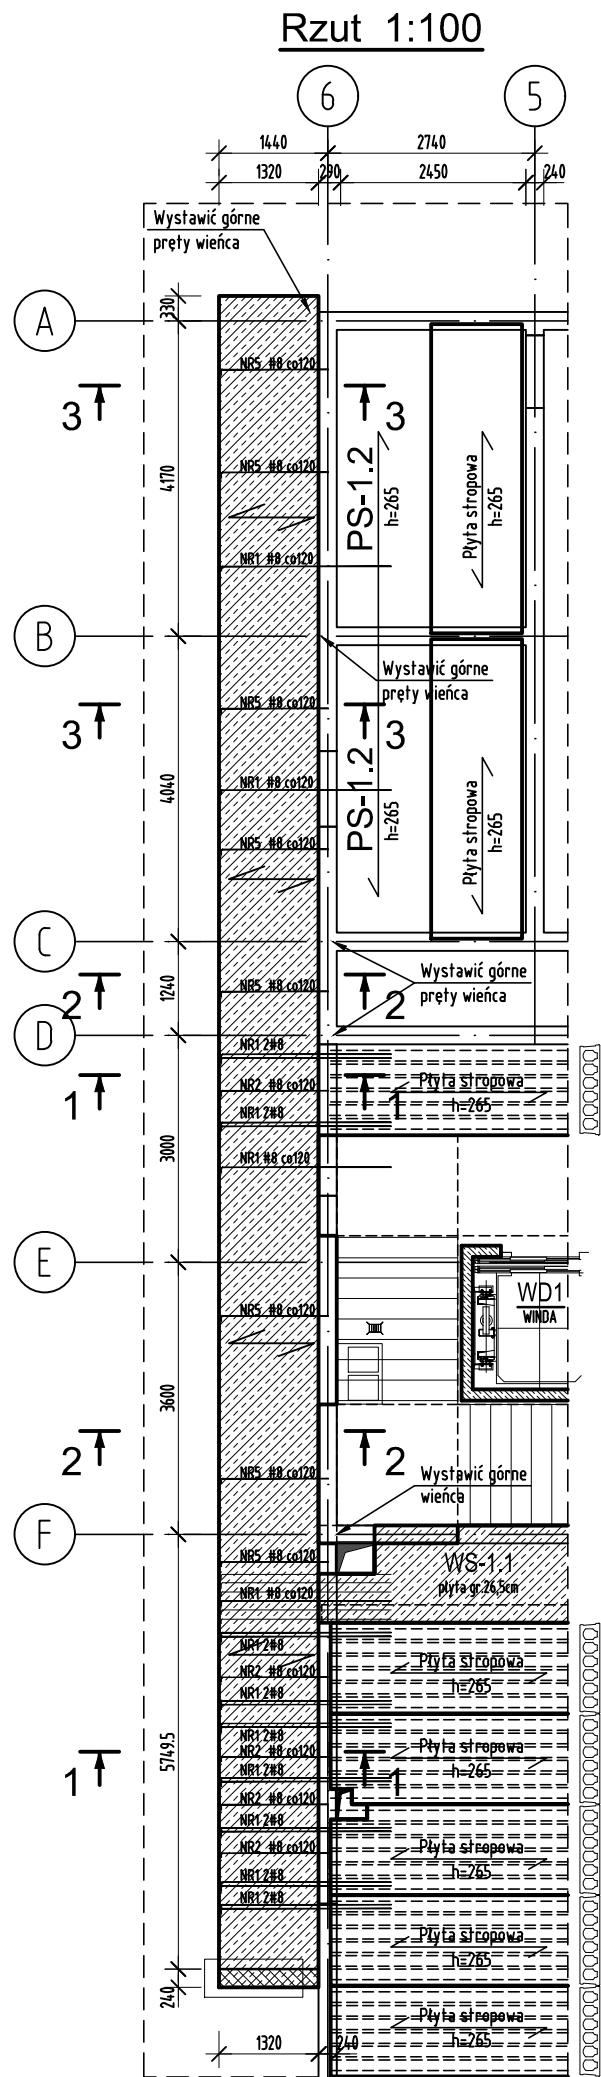 Rzut 1:100
6
5
1440
2740
1320
290
2450
240
Wystawić górne
pręty wieńca
330
A
NR5 #8 co120
3
3
4170
NR5 #8 co120
PS-1.2
h=265
Płyta stropowa
h=265
NR1 #8 co120
B
Wystawić górne
pręty wieńca
NR5 #8 co120
3
3
4040
NR1 #8 co120
PS-1.2
h=265
Płyta stropowa
h=265
NR5 #8 co120
C
Wystawić górne
pręty wieńca
1240
NR5 #8 co120
2
2
D
NR1 2#8
Płyta stropowa
h=265
NR2 #8 co120
1
1
NR1 2#8
3000
NR1 #8 co120
E
WD1
WINDA
NR5 #8 co120
3600
2
2
Wystawić górne
wieńca
NR5 #8 co120
F
NR5 #8 co120
WS-1.1
płyta gr.26,5cm
NR1 #8 co120
NR1 2#8
Płyta stropowa
h=265
NR2 #8 co120
NR1 2#8
5749.5
NR1 2#8
NR2 #8 co120
Płyta stropowa
h=265
NR1 2#8
1
1
NR2 #8 co120
NR1 2#8
NR2 #8 co120
Płyta stropowa
h=265
NR1 2#8
NR1 2#8
Płyta stropowa
h=265
240
Płyta stropowa
h=265
1320
240